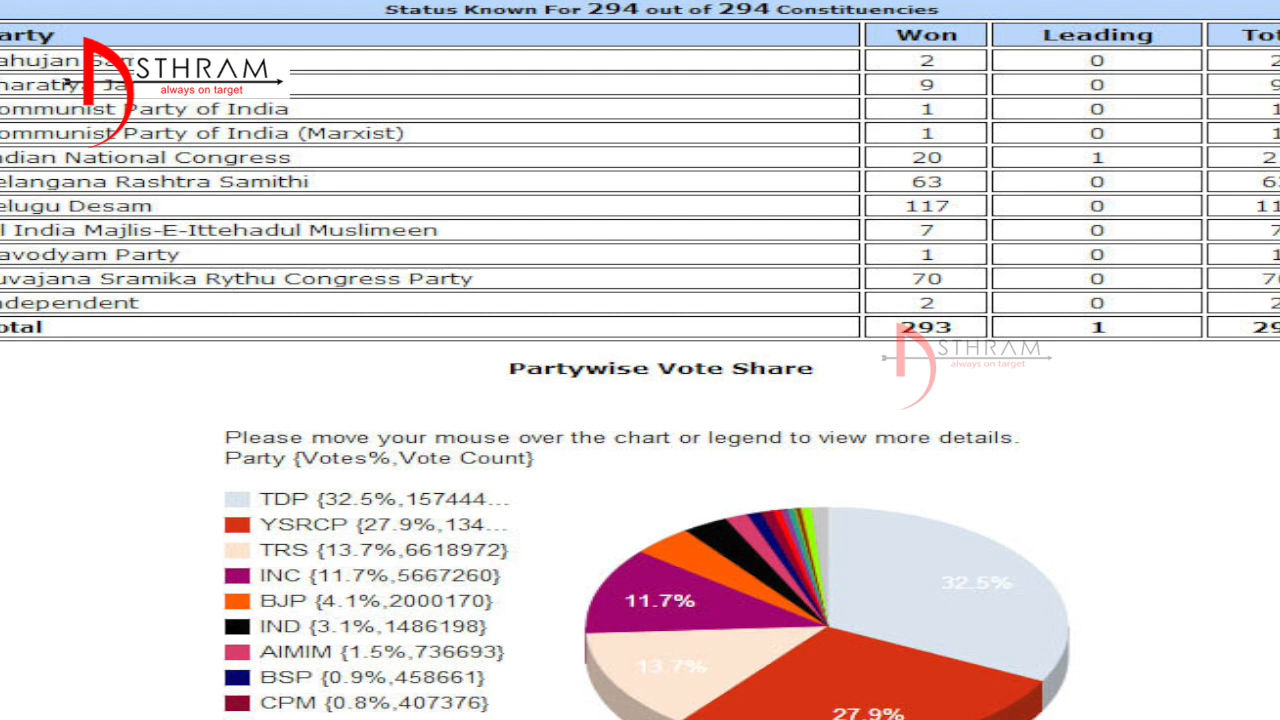 Status Known For 294 out of 294 Constituencies
arty Won Leading Tot
ahujan Sam 2 0 2
haratiya Ja 9 0 9
ommunist Party of India 1 0 1
ommunist Party of India (Marxist) 1 0 1
ndian National Congress 20 1 2
elangana Rashtra Samithi 63 0 63
elugu Desam 117 0 11
l India Majlis-E-Ittehadul Muslimeen 7 0 7
avodyam Party 1 0 1
uvajana Sramika Rythu Congress Party 70 0 70
ndependent 2 0 2
otal 293 1 29
STHRAM
always on target
STHRAM
always on target
Partywise Vote Share
Please move your mouse over the chart or legend to view more details.
Party {Votes%,Vote Count}
TDP {32.5%,157444...
YSRCP {27.9%,134...
TRS {13.7%,6618972}
INC {11.7%,5667260}
BJP {4.1%,2000170}
IND {3.1%,1486198}
AIMIM {1.5%,736693}
BSP {0.9%,458661}
CPM {0.8%,407376}
32.5%
11.7%
13.7%
27.9%